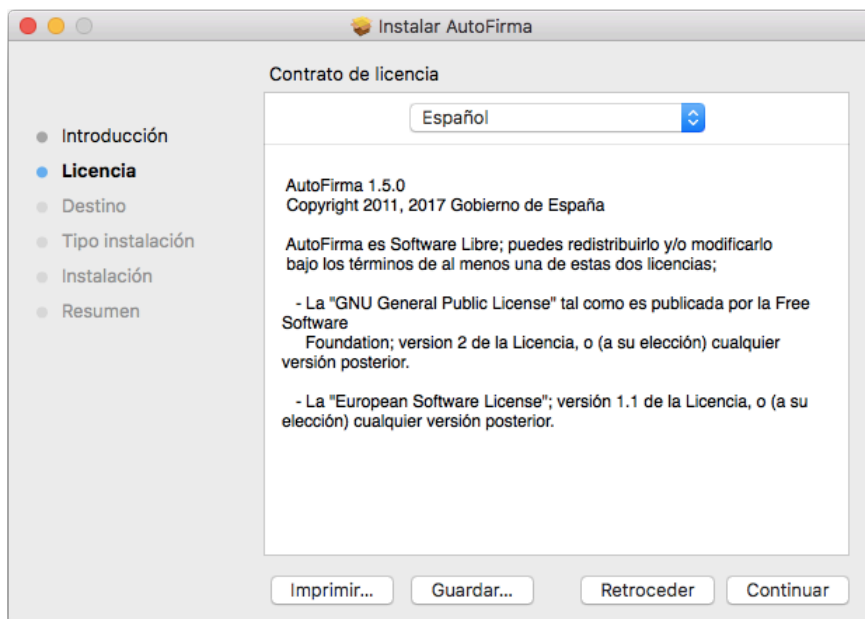 Instalar AutoFirma
Contrato de licencia
Español
Introducción
Licencia
Destino
Tipo instalación
Instalación
Resumen
AutoFirma 1.5.0
Copyright 2011, 2017 Gobierno de España
AutoFirma es Software Libre; puedes redistribuirlo y/o modificarlo
bajo los términos de al menos una de estas dos licencias;
- La "GNU General Public License" tal como es publicada por la Free
Software
Foundation; version 2 de la Licencia, o (a su elección) cualquier
versión posterior.
- La "European Software License"; versión 1.1 de la Licencia, o (a su
elección) cualquier versión posterior.
Imprimir...
Guardar...
Retroceder
Continuar